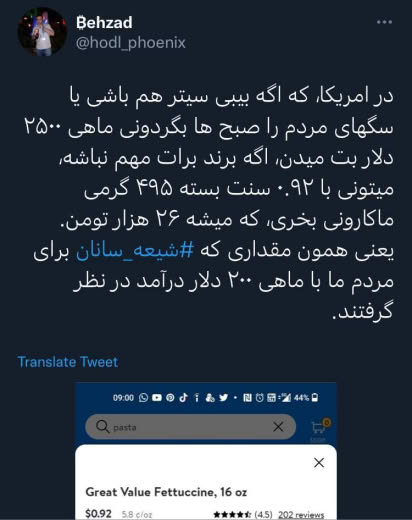 ₿ehzad
@hodl_phoenix
در امریکا، که اگه بیبی سیتر هم باشی یا
سگهای مردم را صبح ها بگردونی ماهی ۲۵۰۰
دلار بت میدن، اگه برند برات مهم نباشه،
میتونی با ۰.۹۲ سنت بسته ۴۹۵ گرمی
ماکارونی بخری، که میشه ۲۶ هزار تومن.
یعنی همون مقداری که #شیعه_سانان برای
مردم ما با ماهی ۲۰۰ دلار درآمد در نظر
گرفتند.
Translate Tweet
09:00 44%
pasta 0
Great Value Fettuccine, 16 oz
$0.92 5.8 ¢/oz (4.5) 202 reviews